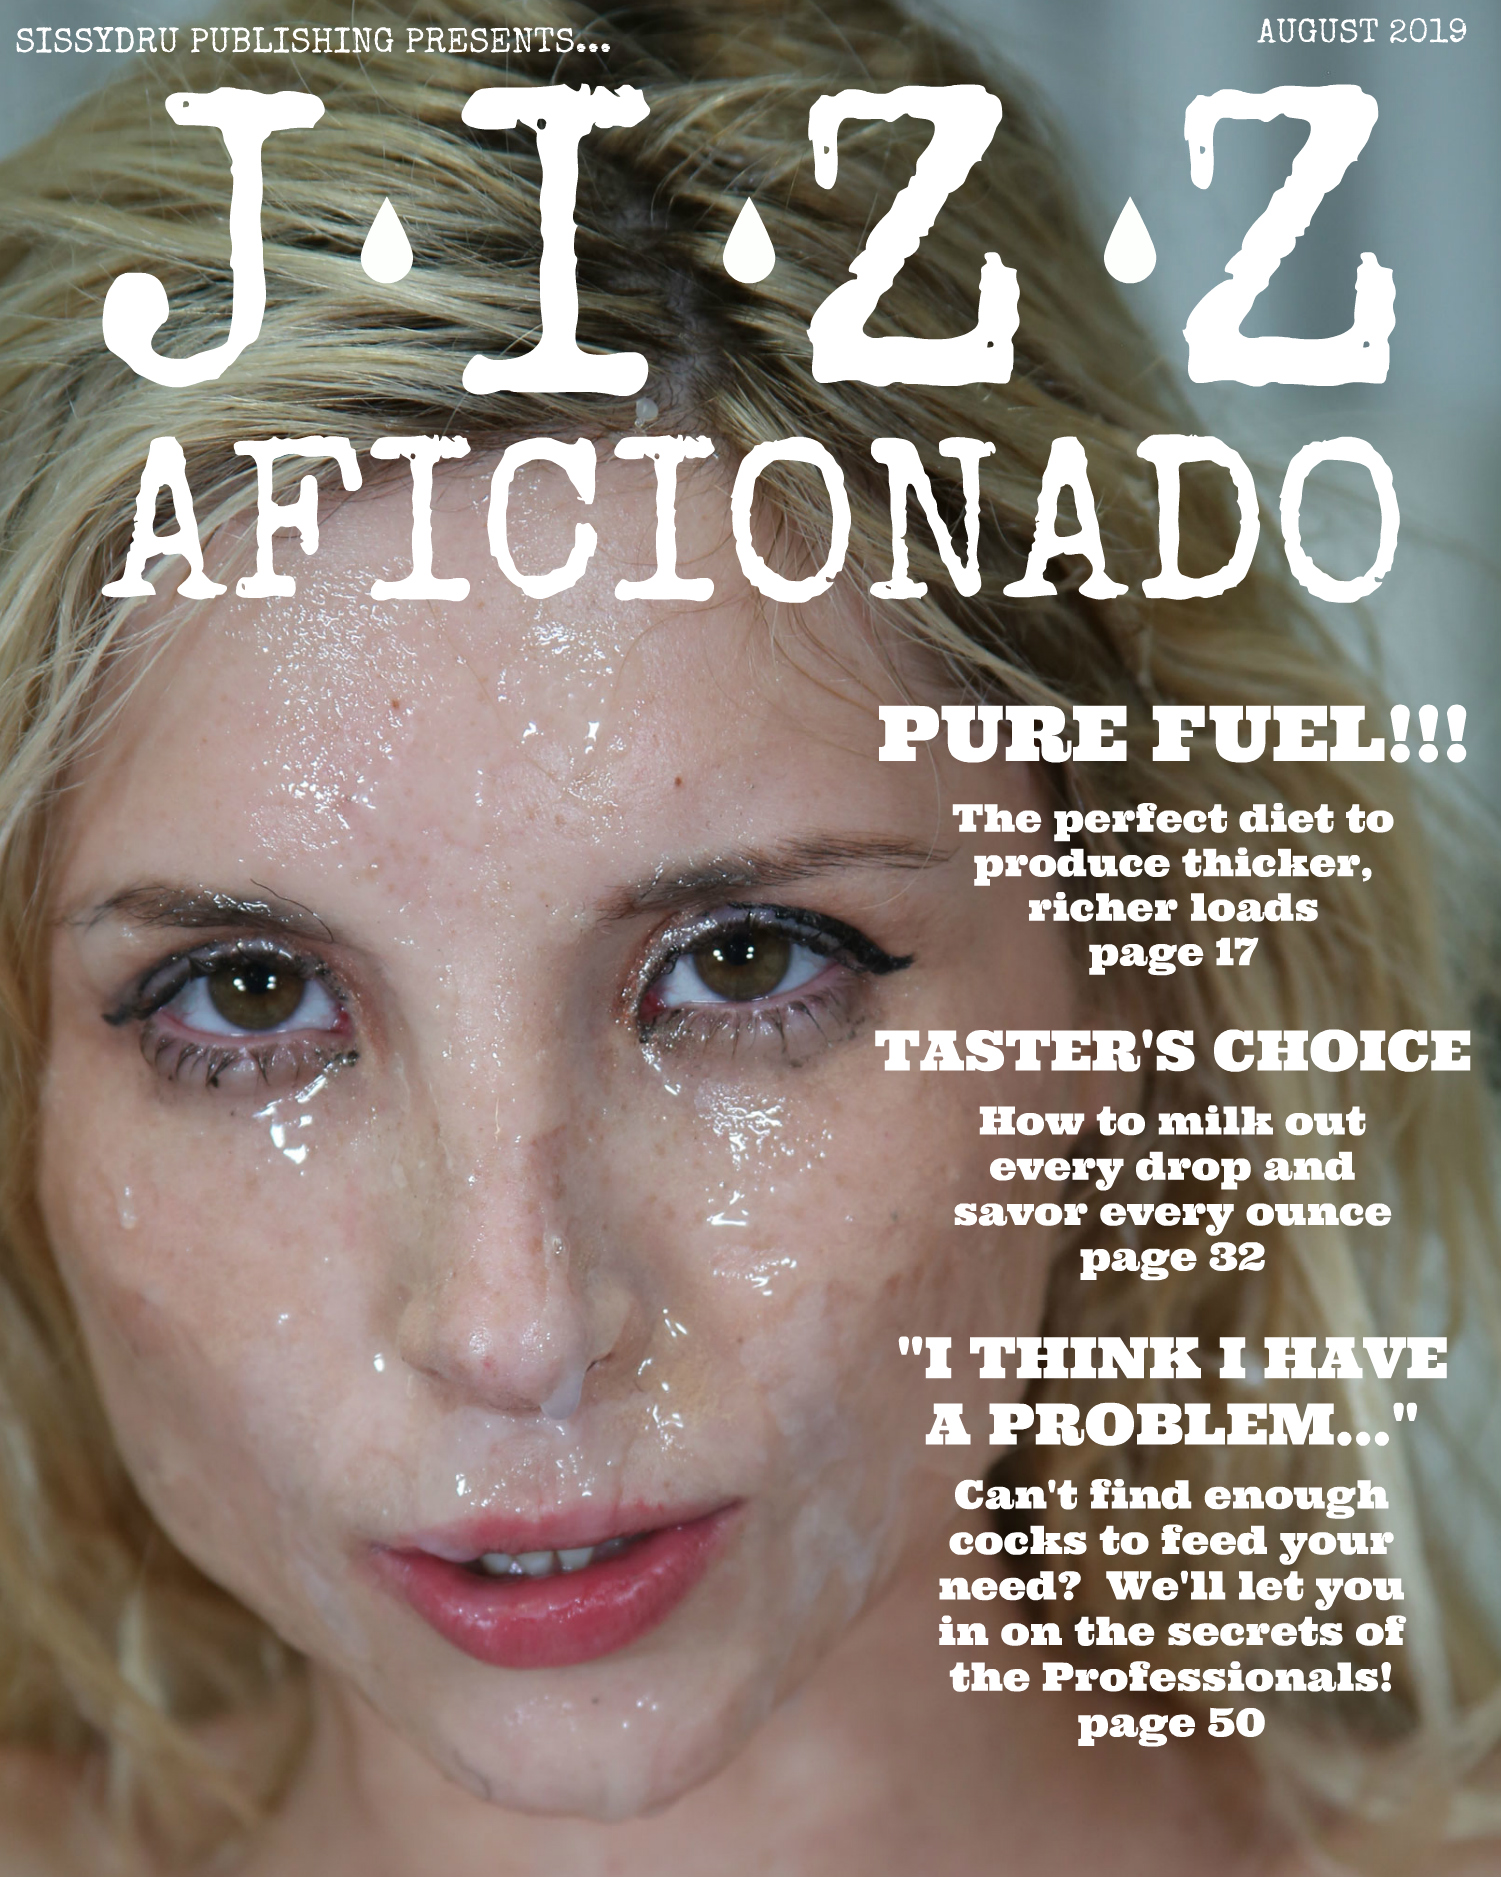 SISSYDRU PUBLISHING PRESENTS...
AUGUST 2019
JIZZ
AFICIONADO
PURE FUEL!!!
The perfect diet to
produce thicker,
richer loads
page 17
TASTER'S CHOICE
How to milk out
every drop and
savor every ounce
page 32
"I THINK I HAVE
A PROBLEM..."
Can't find enough
cocks to feed your
need? We'll let you
in on the secrets of
the Professionals!
page 50